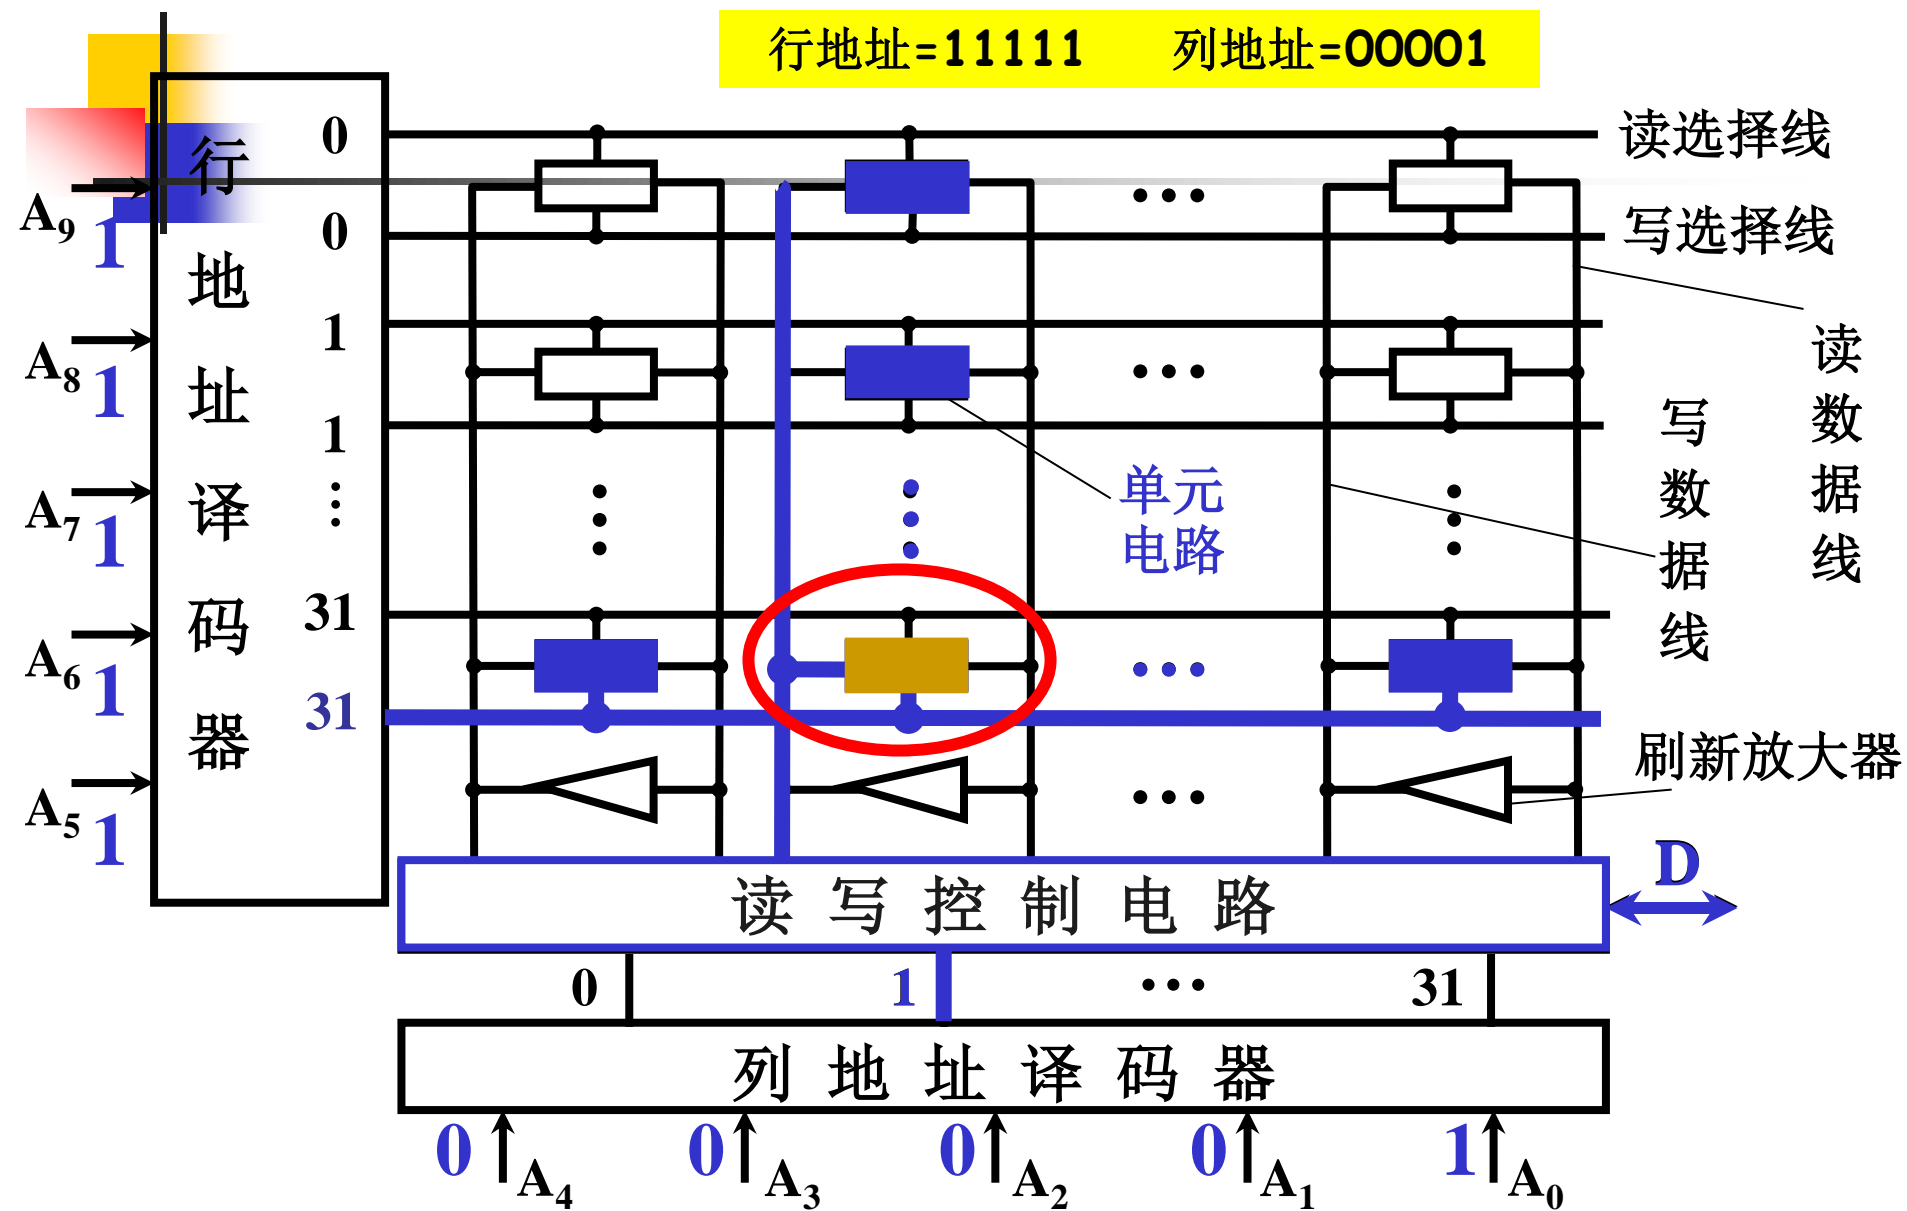 行地址=11111 列地址=00001
行地址译码器
0
0
1
1
⋮
31
31
A9 1
A8 1
A7 1
A6 1
A5 1
读选择线
写选择线
读数据线
写数据线
单元
电路
刷新放大器
D
读写控制电路
0 1 … 31
列地址译码器
0 0 0 0 1
A4 A3 A2 A1 A0